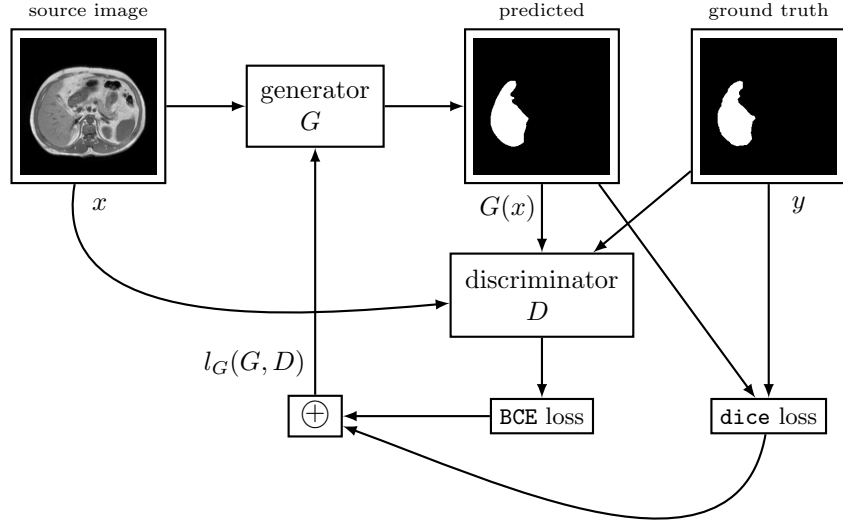 source image
predicted
ground truth
generator
G
x
G(x)
y
discriminator
D
l_G(G, D)
⊕
BCE loss
dice loss